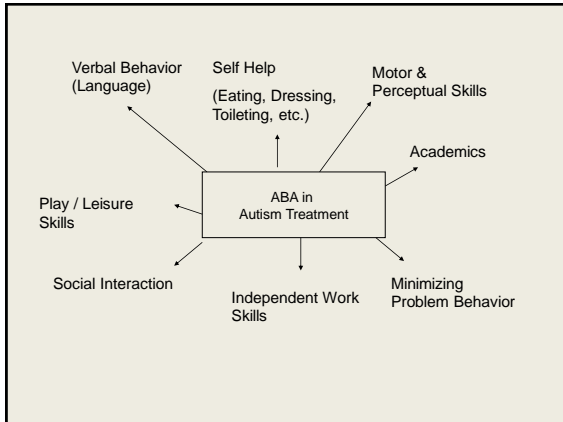 Verbal Behavior
(Language)
Self Help
(Eating, Dressing,
Toileting, etc.)
Motor &
Perceptual Skills
Academics
ABA in
Autism Treatment
Play / Leisure
Skills
Social Interaction
Independent Work
Skills
Minimizing
Problem Behavior